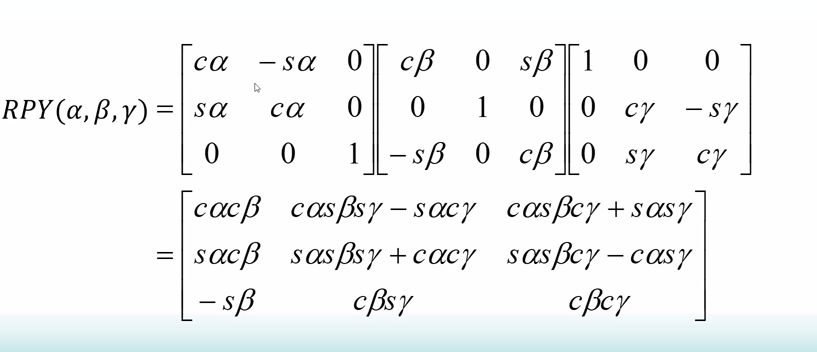 RPY(α,β,γ) = [cα −sα 0; sα cα 0; 0 0 1] [cβ 0 sβ; 0 1 0; −sβ 0 cβ] [1 0 0; 0 cγ −sγ; 0 sγ cγ]
= [cαcβ cαsβsγ − sαcγ cαsβcγ + sαsγ; sαcβ sαsβsγ + cαcγ sαsβcγ − cαsγ; −sβ cβsγ cβcγ]